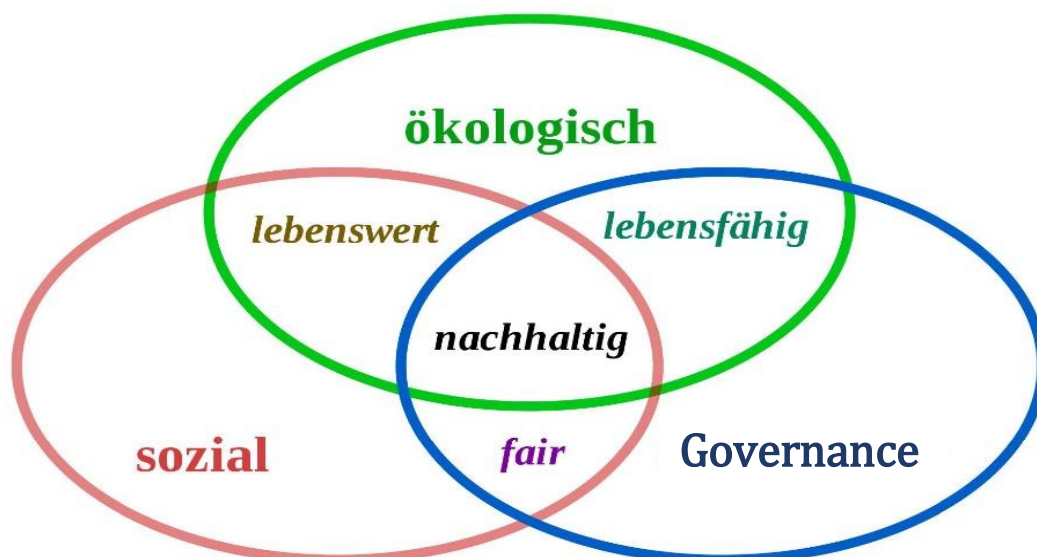 ökologisch
lebenswert
lebensfähig
nachhaltig
sozial
fair
Governance